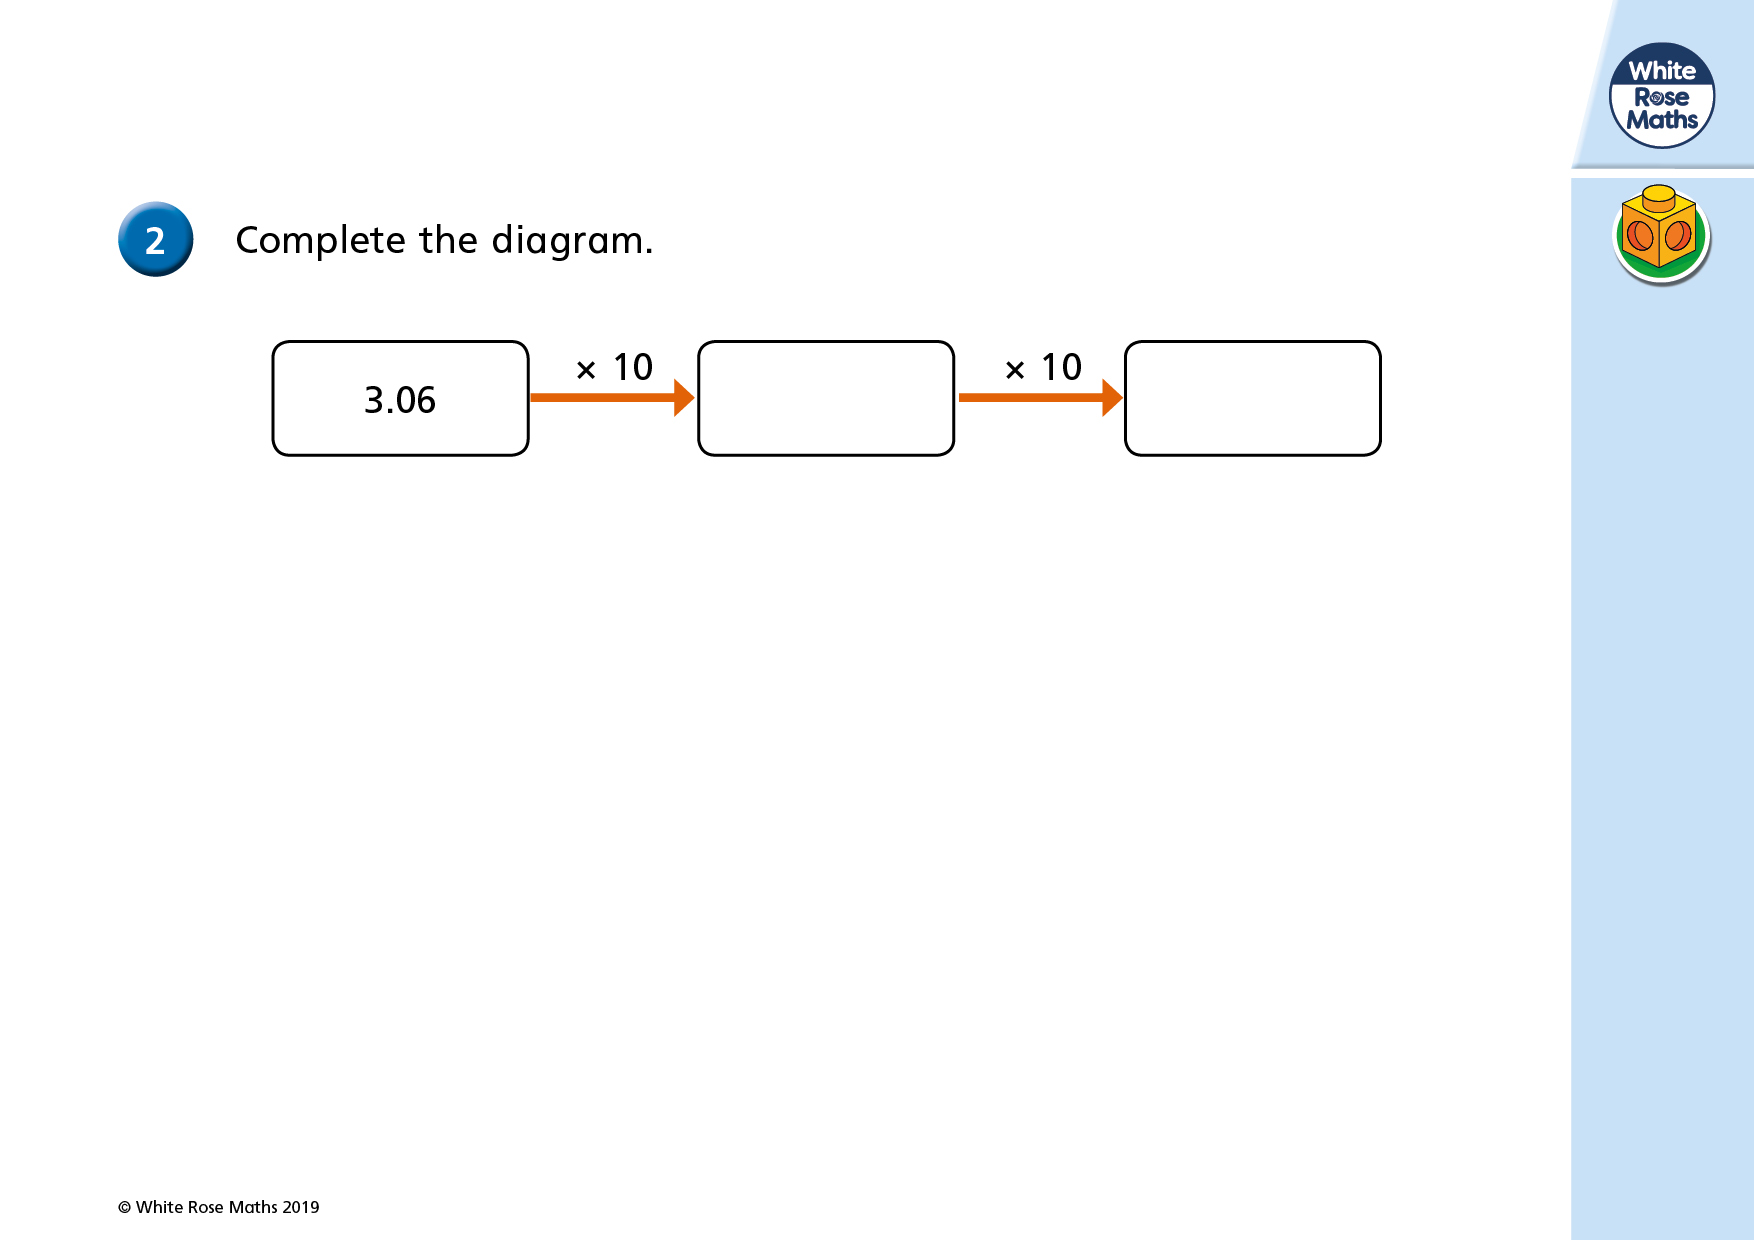 White
Rose
Maths
2 Complete the diagram.
3.06 × 10 × 10
© White Rose Maths 2019